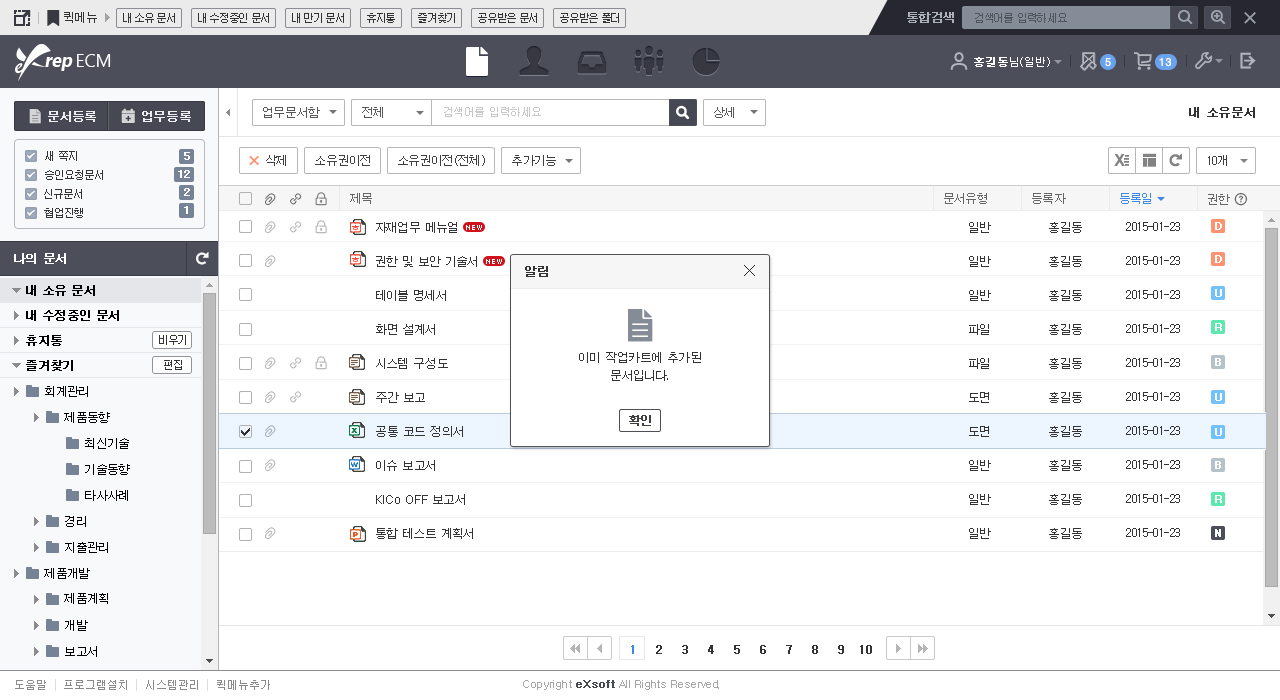 퀵메뉴 내 소유 문서 내 수정중인 문서 내 만기 문서 휴지통 즐겨찾기 공유받은 문서 공유받은 폴더 통합검색 검색어를 입력하세요
eXrep ECM 홍길동님(일반) 5 13
문서등록 업무등록
업무문서함 전체 검색어를 입력하세요 상세 내 소유문서
새 쪽지 5
승인요청문서 12
신규문서 2
협업진행 1
삭제 소유권이전 소유권이전(전체) 추가기능 10개
나의 문서
내 소유 문서
내 수정중인 문서
휴지통 비우기
즐겨찾기 편집
회계관리
제품동향
최신기술
기술동향
타사사례
경리
지출관리
제품개발
제품계획
개발
보고서
제목 문서유형 등록자 등록일 권한
자재업무 메뉴얼 NEW 일반 홍길동 2015-01-23 D
권한 및 보안 기술서 NEW 일반 홍길동 2015-01-23 D
테이블 명세서 일반 홍길동 2015-01-23 U
화면 설계서 파일 홍길동 2015-01-23 R
시스템 구성도 파일 홍길동 2015-01-23 B
주간 보고 도면 홍길동 2015-01-23 U
공통 코드 정의서 도면 홍길동 2015-01-23 U
이슈 보고서 일반 홍길동 2015-01-23 B
KICo OFF 보고서 일반 홍길동 2015-01-23 R
통합 테스트 계획서 일반 홍길동 2015-01-23 N
알림
이미 작업카트에 추가된
문서입니다.
확인
1 2 3 4 5 6 7 8 9 10
도움말 프로그램설치 시스템관리 퀵메뉴추가 Copyright eXsoft All Rights Reserved.